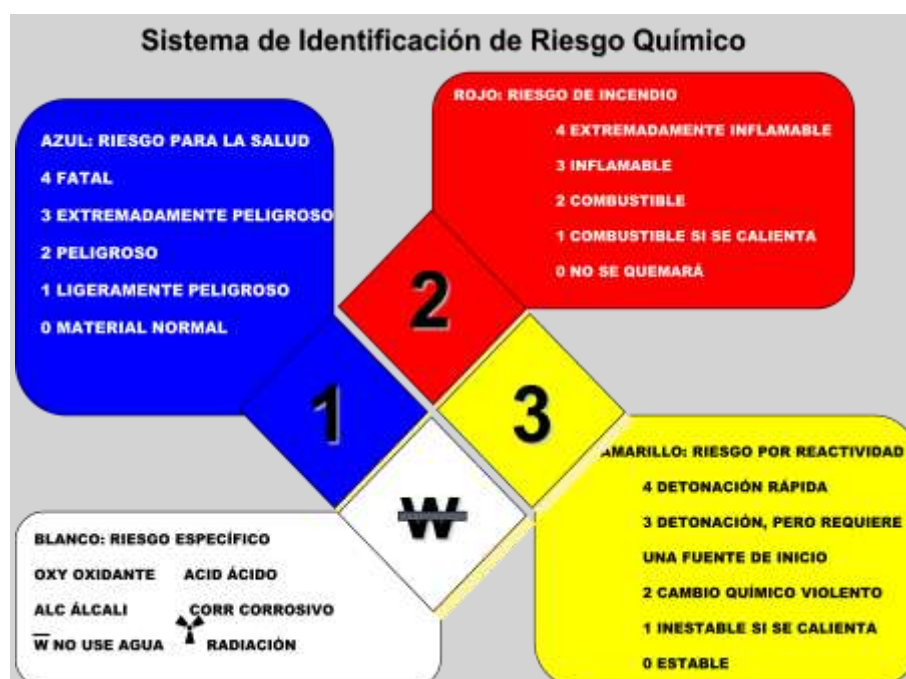 Sistema de Identificación de Riesgo Químico
AZUL: RIESGO PARA LA SALUD
4 FATAL
3 EXTREMADAMENTE PELIGROSO
2 PELIGROSO
1 LIGERAMENTE PELIGROSO
0 MATERIAL NORMAL
ROJO: RIESGO DE INCENDIO
4 EXTREMADAMENTE INFLAMABLE
3 INFLAMABLE
2 COMBUSTIBLE
1 COMBUSTIBLE SI SE CALIENTA
0 NO SE QUEMARÁ
2
1
3
W
AMARILLO: RIESGO POR REACTIVIDAD
4 DETONACIÓN RÁPIDA
3 DETONACIÓN, PERO REQUIERE
UNA FUENTE DE INICIO
2 CAMBIO QUÍMICO VIOLENTO
1 INESTABLE SI SE CALIENTA
0 ESTABLE
BLANCO: RIESGO ESPECÍFICO
OXY OXIDANTE ACID ÁCIDO
ALC ÁLCALI CORR CORROSIVO
W NO USE AGUA RADIACIÓN